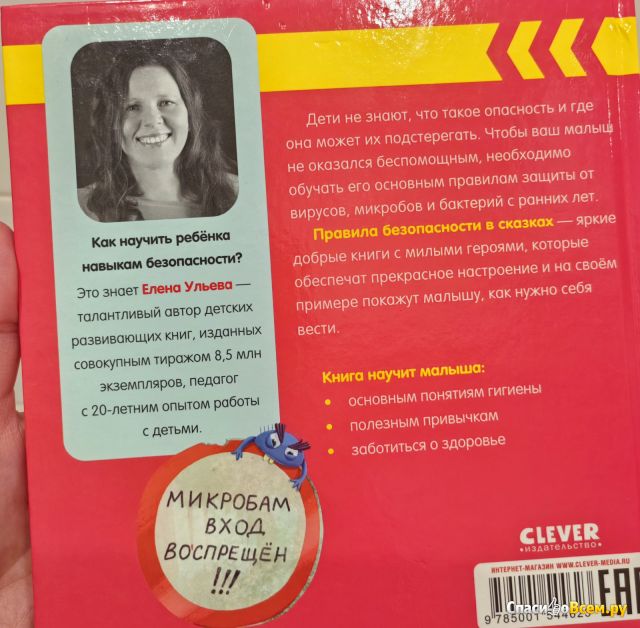 Как научить ребёнка
навыкам безопасности?
Это знает Елена Ульева —
талантливый автор детских
развивающих книг, изданных
совокупным тиражом 8,5 млн
экземпляров, педагог
с 20-летним опытом работы
с детьми.
Дети не знают, что такое опасность и где
она может их подстерегать. Чтобы ваш малыш
не оказался беспомощным, необходимо
обучать его основным правилам защиты от
вирусов, микробов и бактерий с ранних лет.
Правила безопасности в сказках — яркие
добрые книги с милыми героями, которые
обеспечат прекрасное настроение и на своём
примере покажут малышу, как нужно себя
вести.
Книга научит малыша:
• основным понятиям гигиены
• полезным привычкам
• заботиться о здоровье
МИКРОБАМ
ВХОД
ВОСПРЕЩЁН
!!!
CLEVER
•ИЗДАТЕЛЬСТВО•
ИНТЕРНЕТ-МАГАЗИН WWW.CLEVER-MEDIA.RU
EAC
9 785001
СпасибоВсем.ру